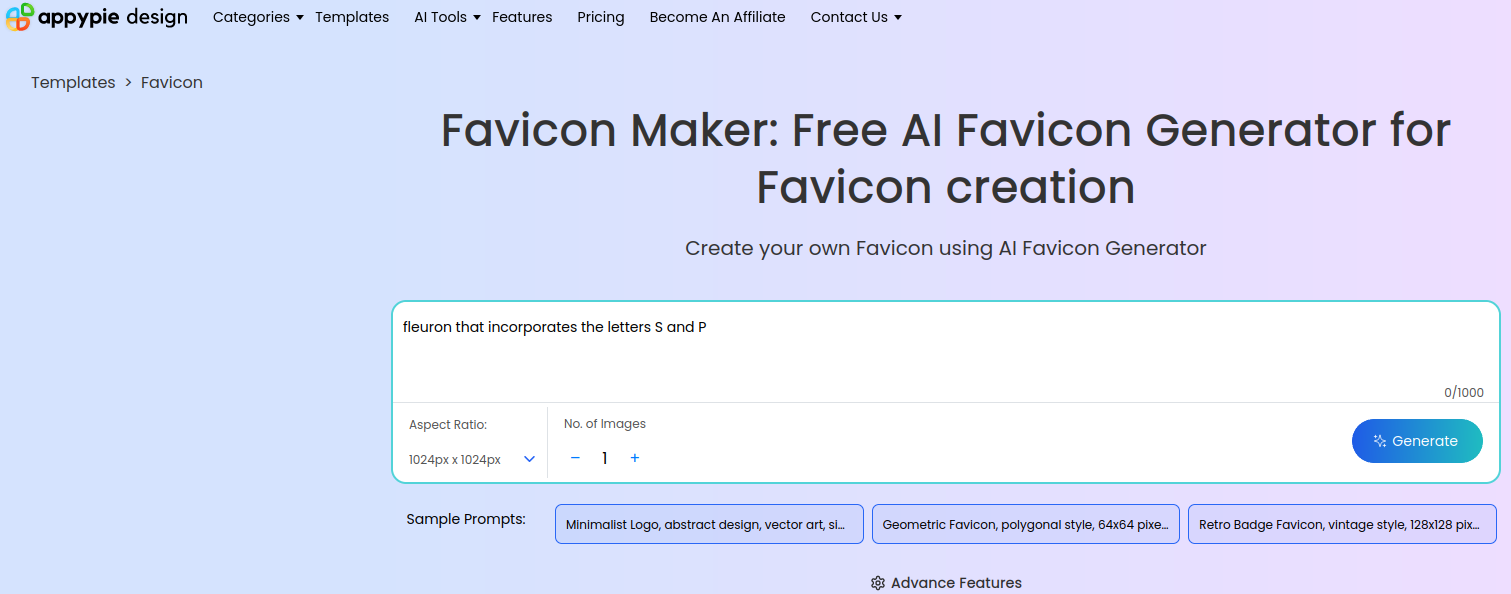 appypie design Categories Templates AI Tools Features Pricing Become An Affiliate Contact Us
Templates > Favicon
Favicon Maker: Free AI Favicon Generator for
Favicon creation
Create your own Favicon using AI Favicon Generator
fleuron that incorporates the letters S and P
0/1000
Aspect Ratio: No. of Images
1024px x 1024px − 1 + Generate
Sample Prompts: Minimalist Logo, abstract design, vector art, si... Geometric Favicon, polygonal style, 64x64 pixe... Retro Badge Favicon, vintage style, 128x128 pix...
Advance Features